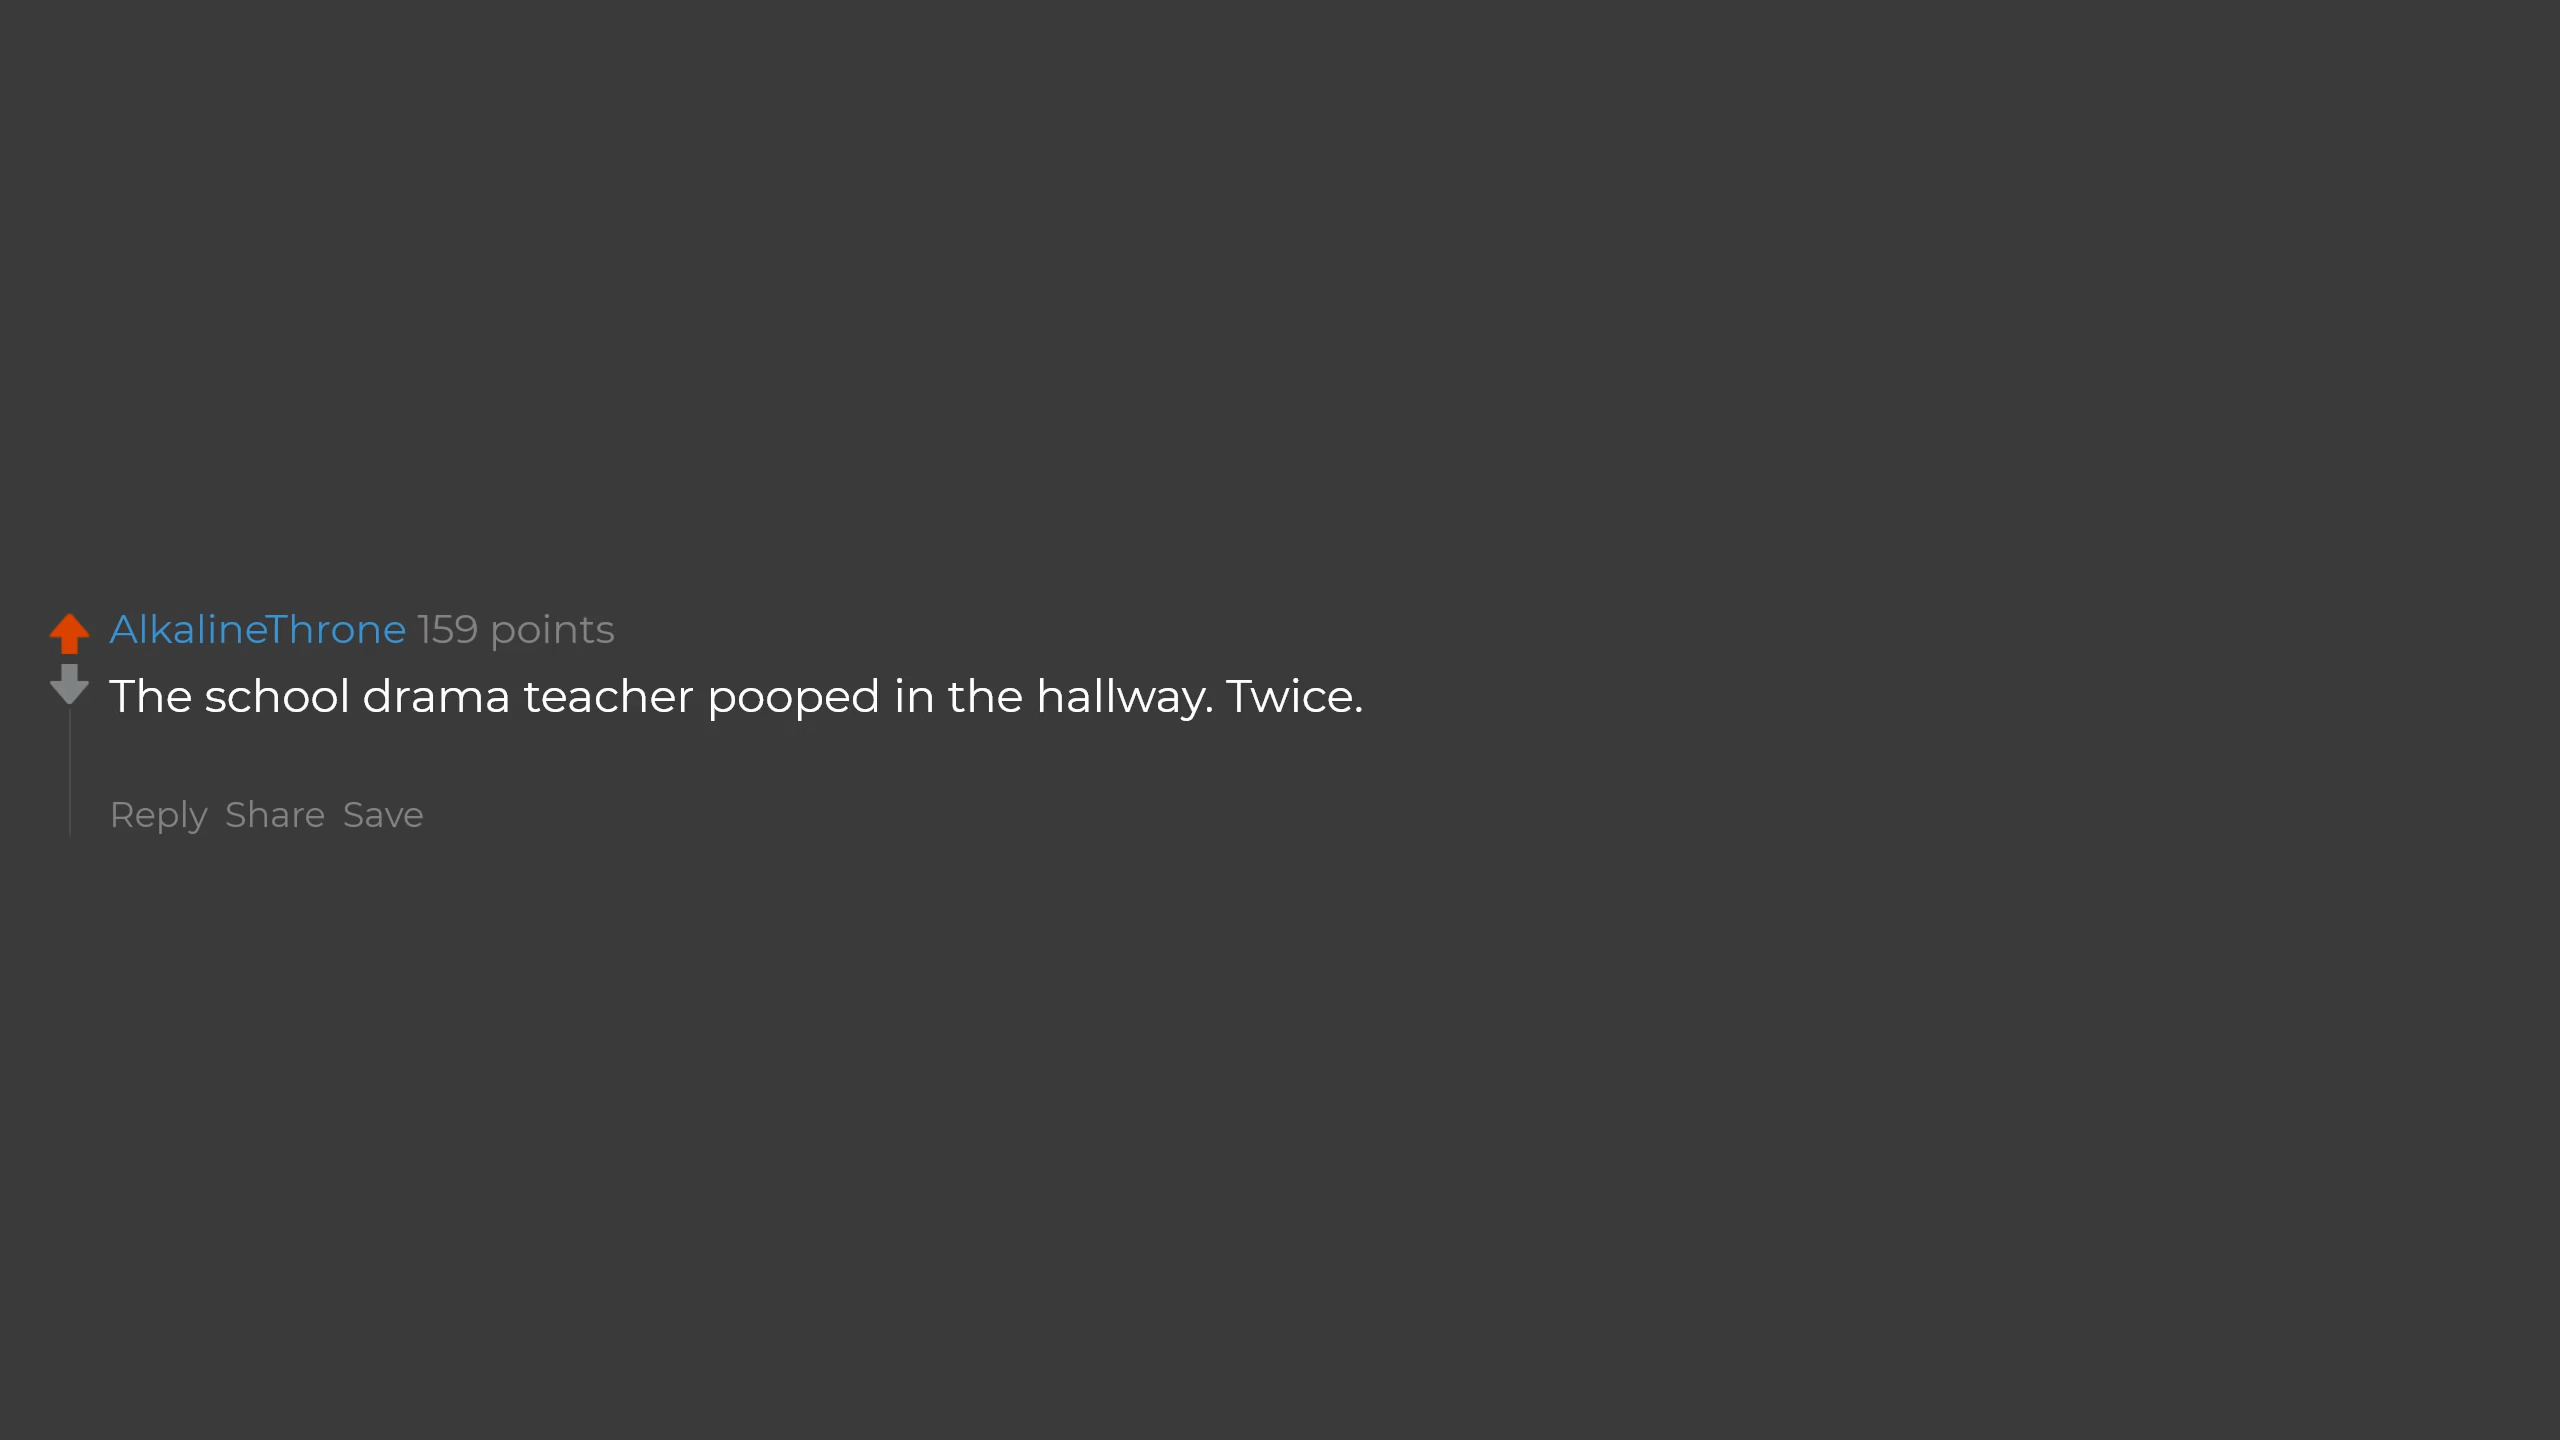 AlkalineThrone 159 points
The school drama teacher pooped in the hallway. Twice.
Reply Share Save